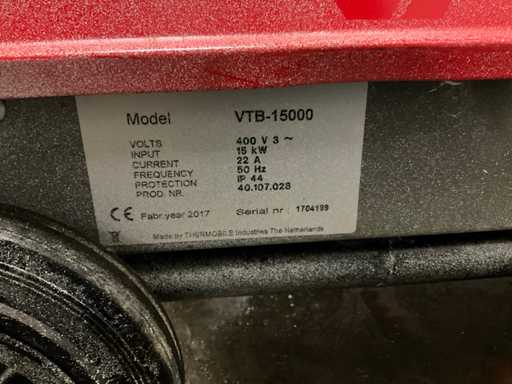 Model VTB-15000
VOLTS 400 V 3 ~
INPUT 15 kW
CURRENT 22 A
FREQUENCY 50 Hz
PROTECTION IP 44
PROD. NR. 40.107.028
CE Fabr.year 2017 Serial nr : 1704199
Made by THERMOBILE Industries The Netherlands